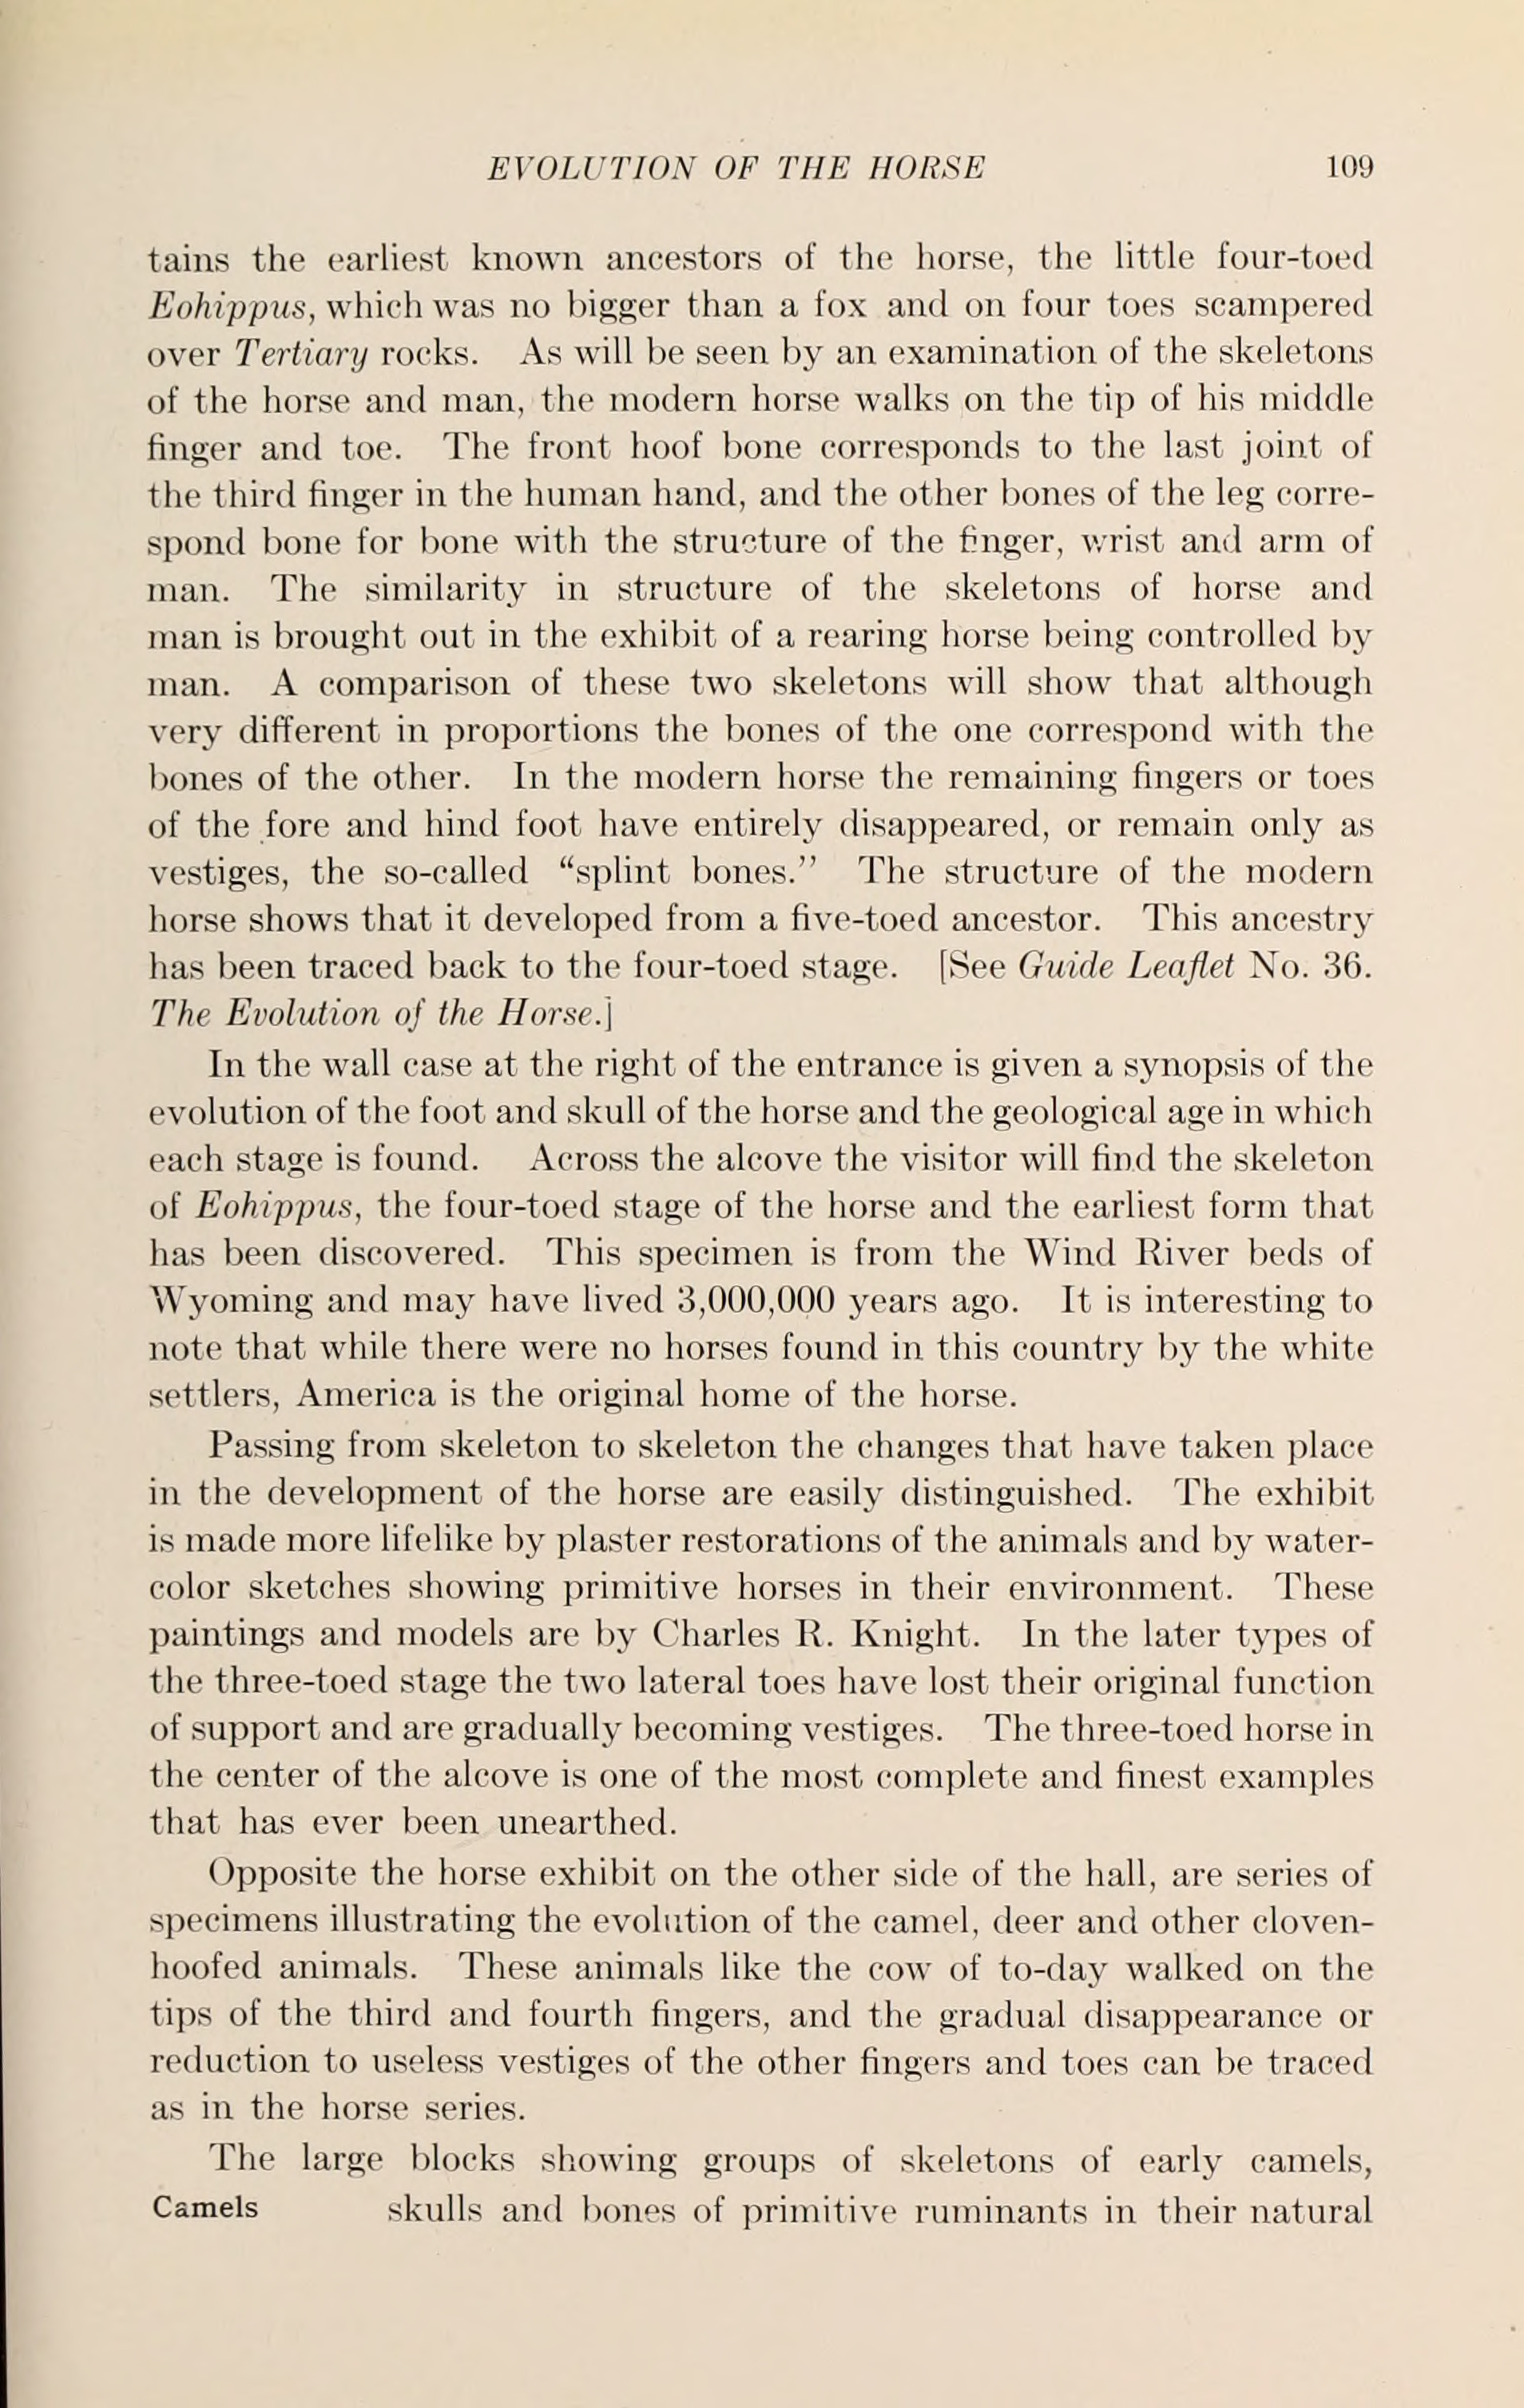 EVOLUTION OF THE HORSE 109
tains the earliest known ancestors of the horse, the little four-toed
Eohippus, which was no bigger than a fox and on four toes scampered
over Tertiary rocks. As will be seen by an examination of the skeletons
of the horse and man, the modern horse walks on the tip of his middle
finger and toe. The front hoof bone corresponds to the last joint of
the third finger in the human hand, and the other bones of the leg corre-
spond bone for bone with the structure of the finger, wrist and arm of
man. The similarity in structure of the skeletons of horse and
man is brought out in the exhibit of a rearing horse being controlled by
man. A comparison of these two skeletons will show that although
very different in proportions the bones of the one correspond with the
bones of the other. In the modern horse the remaining fingers or toes
of the fore and hind foot have entirely disappeared, or remain only as
vestiges, the so-called “splint bones.” The structure of the modern
horse shows that it developed from a five-toed ancestor. This ancestry
has been traced back to the four-toed stage. [See Guide Leaflet No. 36.
The Evolution of the Horse.]
In the wall case at the right of the entrance is given a synopsis of the
evolution of the foot and skull of the horse and the geological age in which
each stage is found. Across the alcove the visitor will find the skeleton
of Eohippus, the four-toed stage of the horse and the earliest form that
has been discovered. This specimen is from the Wind River beds of
Wyoming and may have lived 3,000,000 years ago. It is interesting to
note that while there were no horses found in this country by the white
settlers, America is the original home of the horse.
Passing from skeleton to skeleton the changes that have taken place
in the development of the horse are easily distinguished. The exhibit
is made more lifelike by plaster restorations of the animals and by water-
color sketches showing primitive horses in their environment. These
paintings and models are by Charles R. Knight. In the later types of
the three-toed stage the two lateral toes have lost their original function
of support and are gradually becoming vestiges. The three-toed horse in
the center of the alcove is one of the most complete and finest examples
that has ever been unearthed.
Opposite the horse exhibit on the other side of the hall, are series of
specimens illustrating the evolution of the camel, deer and other cloven-
hoofed animals. These animals like the cow of to-day walked on the
tips of the third and fourth fingers, and the gradual disappearance or
reduction to useless vestiges of the other fingers and toes can be traced
as in the horse series.
The large blocks showing groups of skeletons of early camels,
Camels skulls and bones of primitive ruminants in their natural